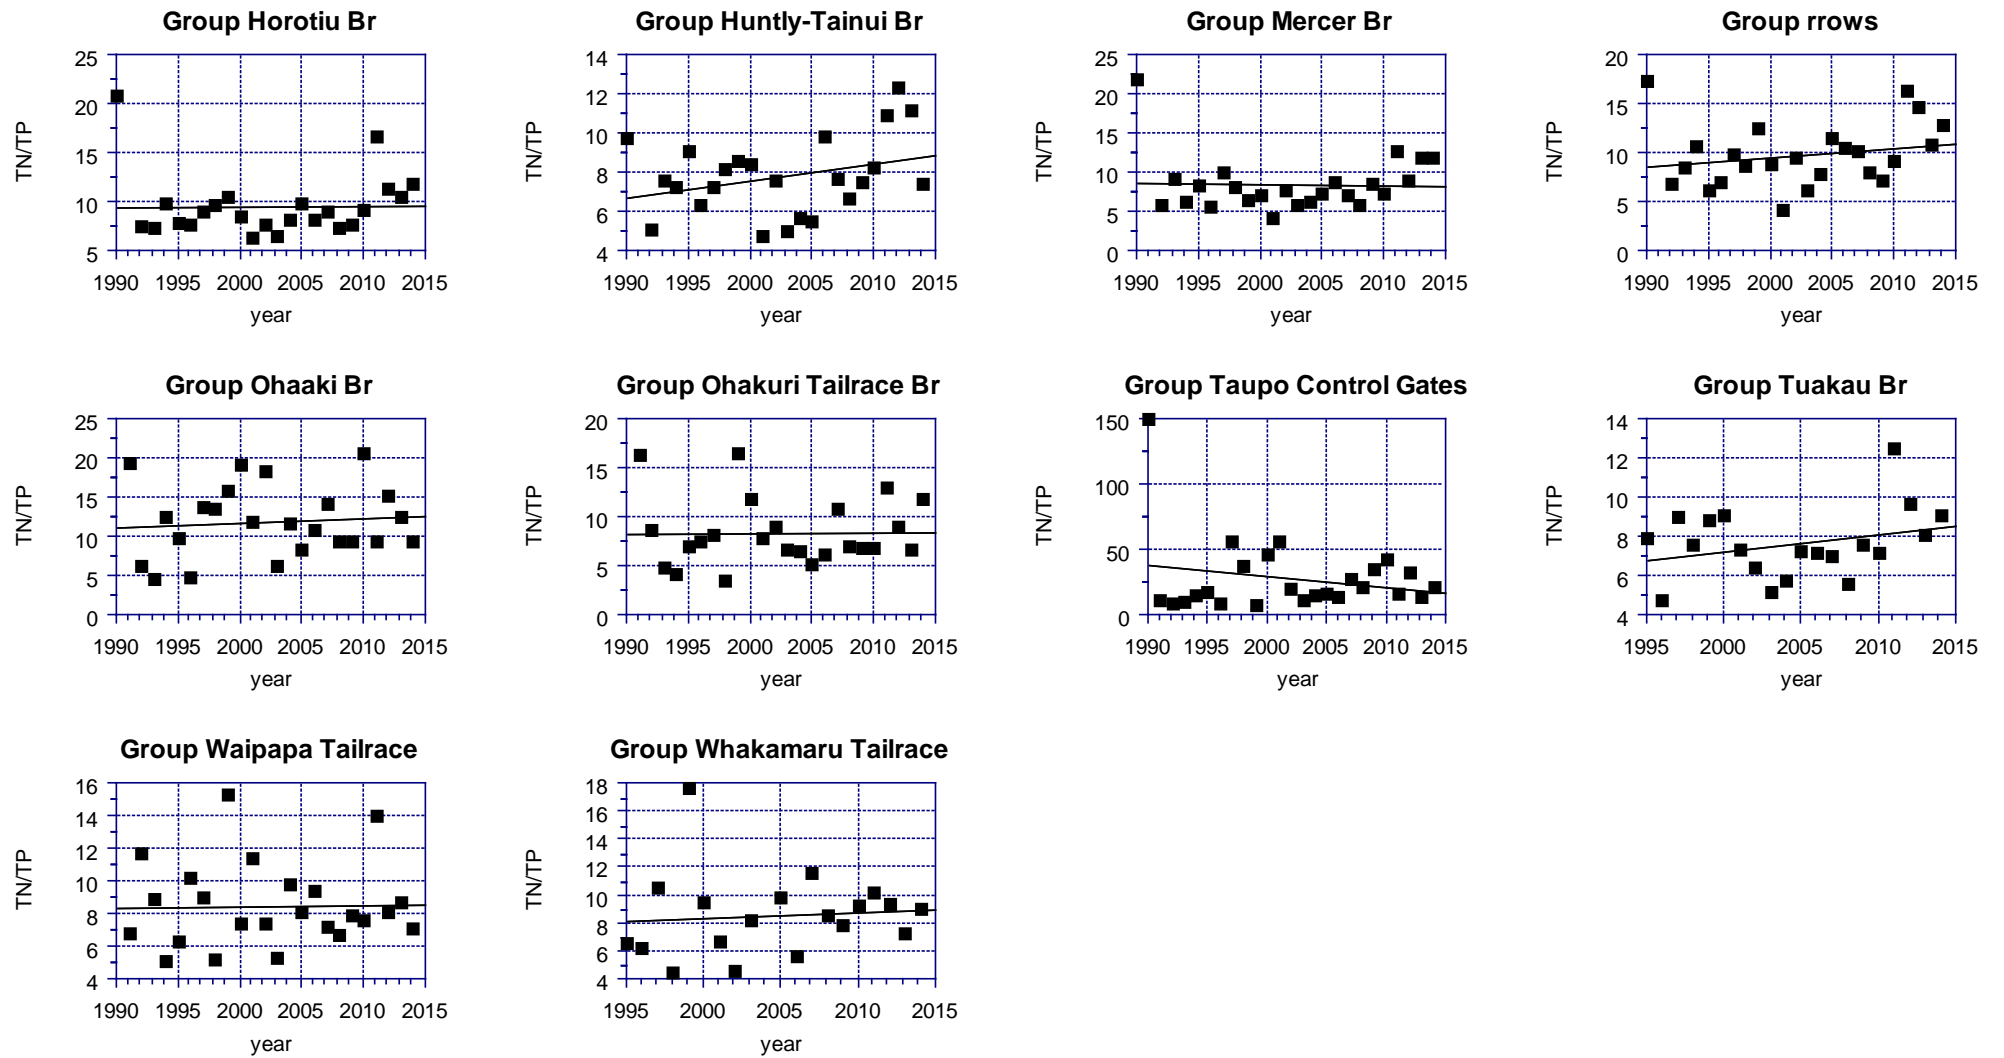 Group Horotiu Br
25
20
15
10
5
TN/TP
1990 1995 2000 2005 2010 2015
year
Group Huntly-Tainui Br
14
12
10
8
6
4
TN/TP
1990 1995 2000 2005 2010 2015
year
Group Mercer Br
25
20
15
10
5
0
TN/TP
1990 1995 2000 2005 2010 2015
year
Group rrows
20
15
10
5
0
TN/TP
1990 1995 2000 2005 2010 2015
year
Group Ohaaki Br
25
20
15
10
5
0
TN/TP
1990 1995 2000 2005 2010 2015
year
Group Ohakuri Tailrace Br
20
15
10
5
0
TN/TP
1990 1995 2000 2005 2010 2015
year
Group Taupo Control Gates
150
100
50
0
TN/TP
1990 1995 2000 2005 2010 2015
year
Group Tuakau Br
14
12
10
8
6
4
TN/TP
1995 2000 2005 2010 2015
year
Group Waipapa Tailrace
16
14
12
10
8
6
4
TN/TP
1990 1995 2000 2005 2010 2015
year
Group Whakamaru Tailrace
18
16
14
12
10
8
6
4
TN/TP
1995 2000 2005 2010 2015
year